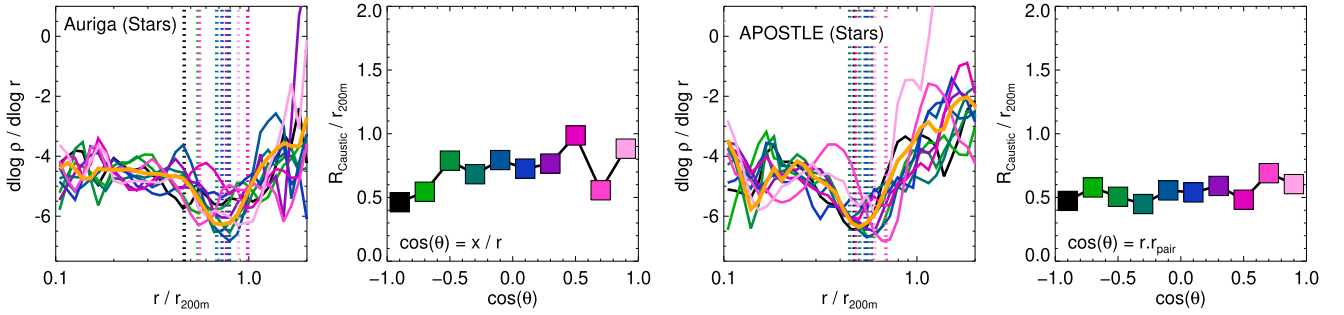 Auriga (Stars)
dlog ρ / dlog r
0
-2
-4
-6
0.1
1.0
r / r200m
RCaustic / r200m
2.0
1.5
1.0
0.5
0.0
cos(θ) = x / r
-1.0
-0.5
0.0
0.5
1.0
cos(θ)
APOSTLE (Stars)
dlog ρ / dlog r
0
-2
-4
-6
0.1
1.0
r / r200m
RCaustic / r200m
2.0
1.5
1.0
0.5
0.0
cos(θ) = r.rpair
-1.0
-0.5
0.0
0.5
1.0
cos(θ)